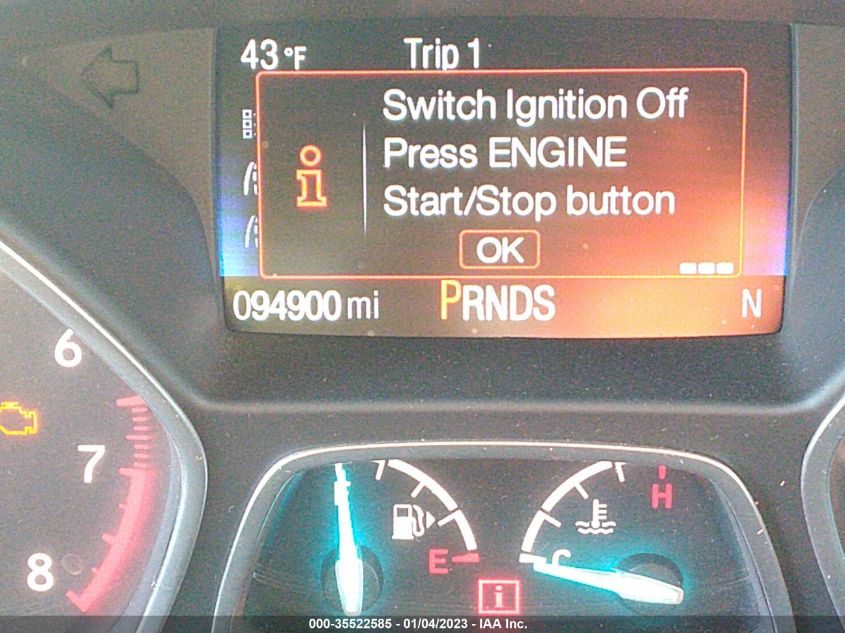 43°F Trip 1
Switch Ignition Off
Press ENGINE
Start/Stop button
OK
094900 mi PRNDS N
6
7
8
E
C
H
i
000-35522585 - 01/04/2023 - IAA Inc.